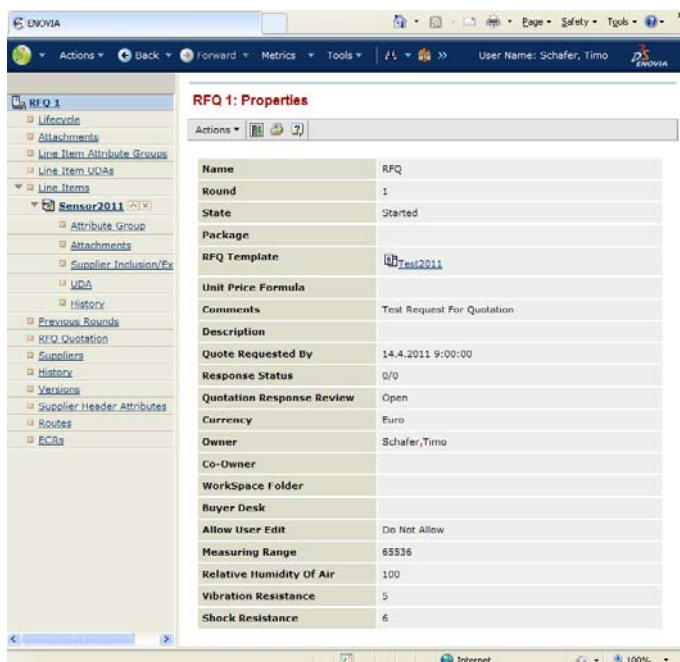 ENOVIA
Page Safety Tools
Actions Back Forward Metrics Tools >> User Name: Schafer, Timo
ENOVIA
RFQ 1
Lifecycle
Attachments
Line Item Attribute Groups
Line Item UDAs
Line Items
Sensor2011
Attribute Group
Attachments
Supplier Inclusion/Ex
UDA
History
Previous Rounds
RFQ Quotation
Suppliers
History
Versions
Supplier Header Attributes
Routes
ECRs
RFQ 1: Properties
Actions
Name RFQ
Round 1
State Started
Package
RFQ Template Test2011
Unit Price Formula
Comments Test Request For Quotation
Description
Quote Requested By 14.4.2011 9:00:00
Response Status 0/0
Quotation Response Review Open
Currency Euro
Owner Schafer,Timo
Co-Owner
WorkSpace Folder
Buyer Desk
Allow User Edit Do Not Allow
Measuring Range 65536
Relative Humidity Of Air 100
Vibration Resistance 5
Shock Resistance 6
Internet 100%